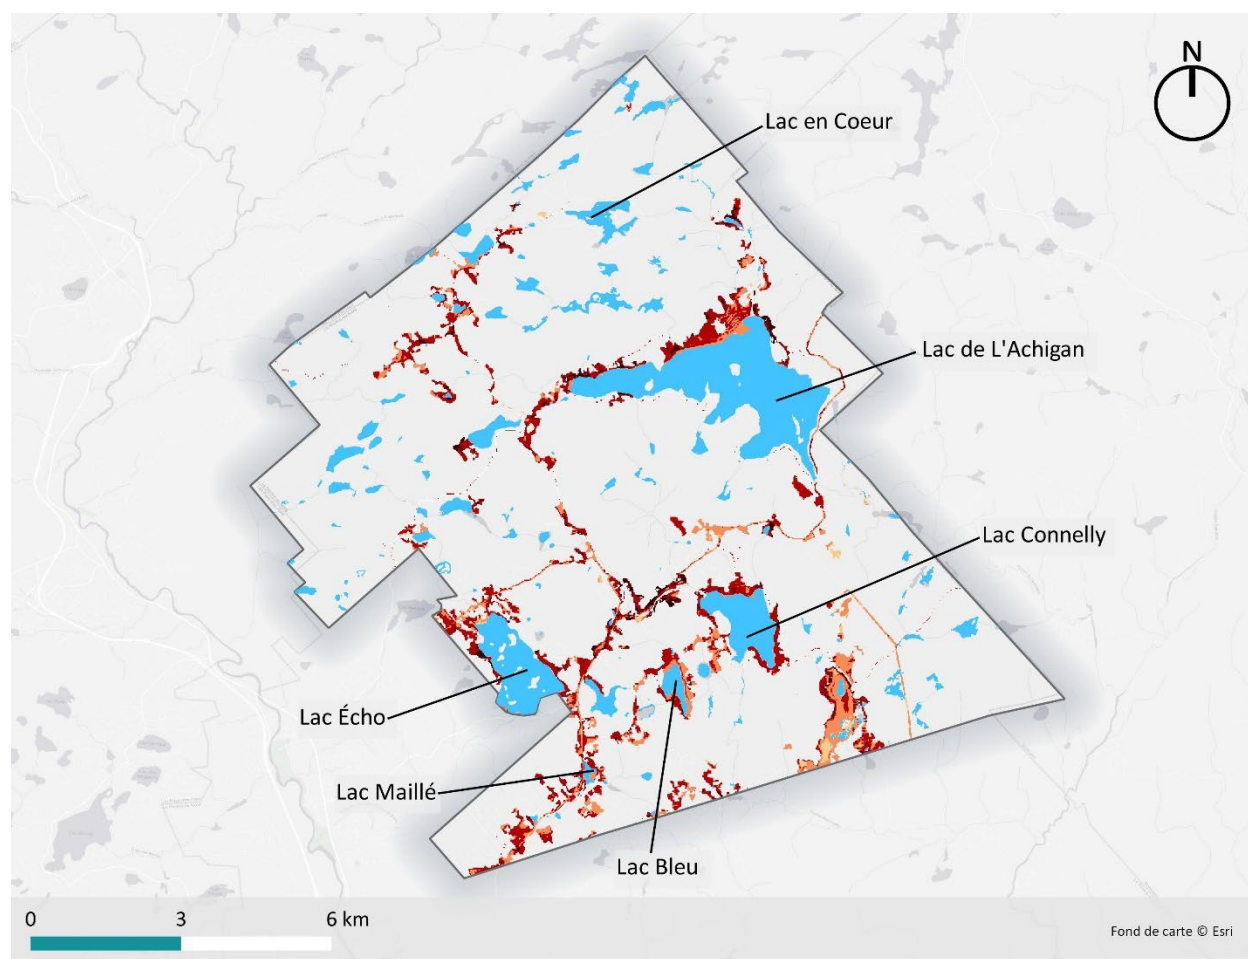 N
Lac en Coeur
Lac de L'Achigan
Lac Connelly
Lac Écho
Lac Maillé
Lac Bleu
0 3 6 km
Fond de carte © Esri